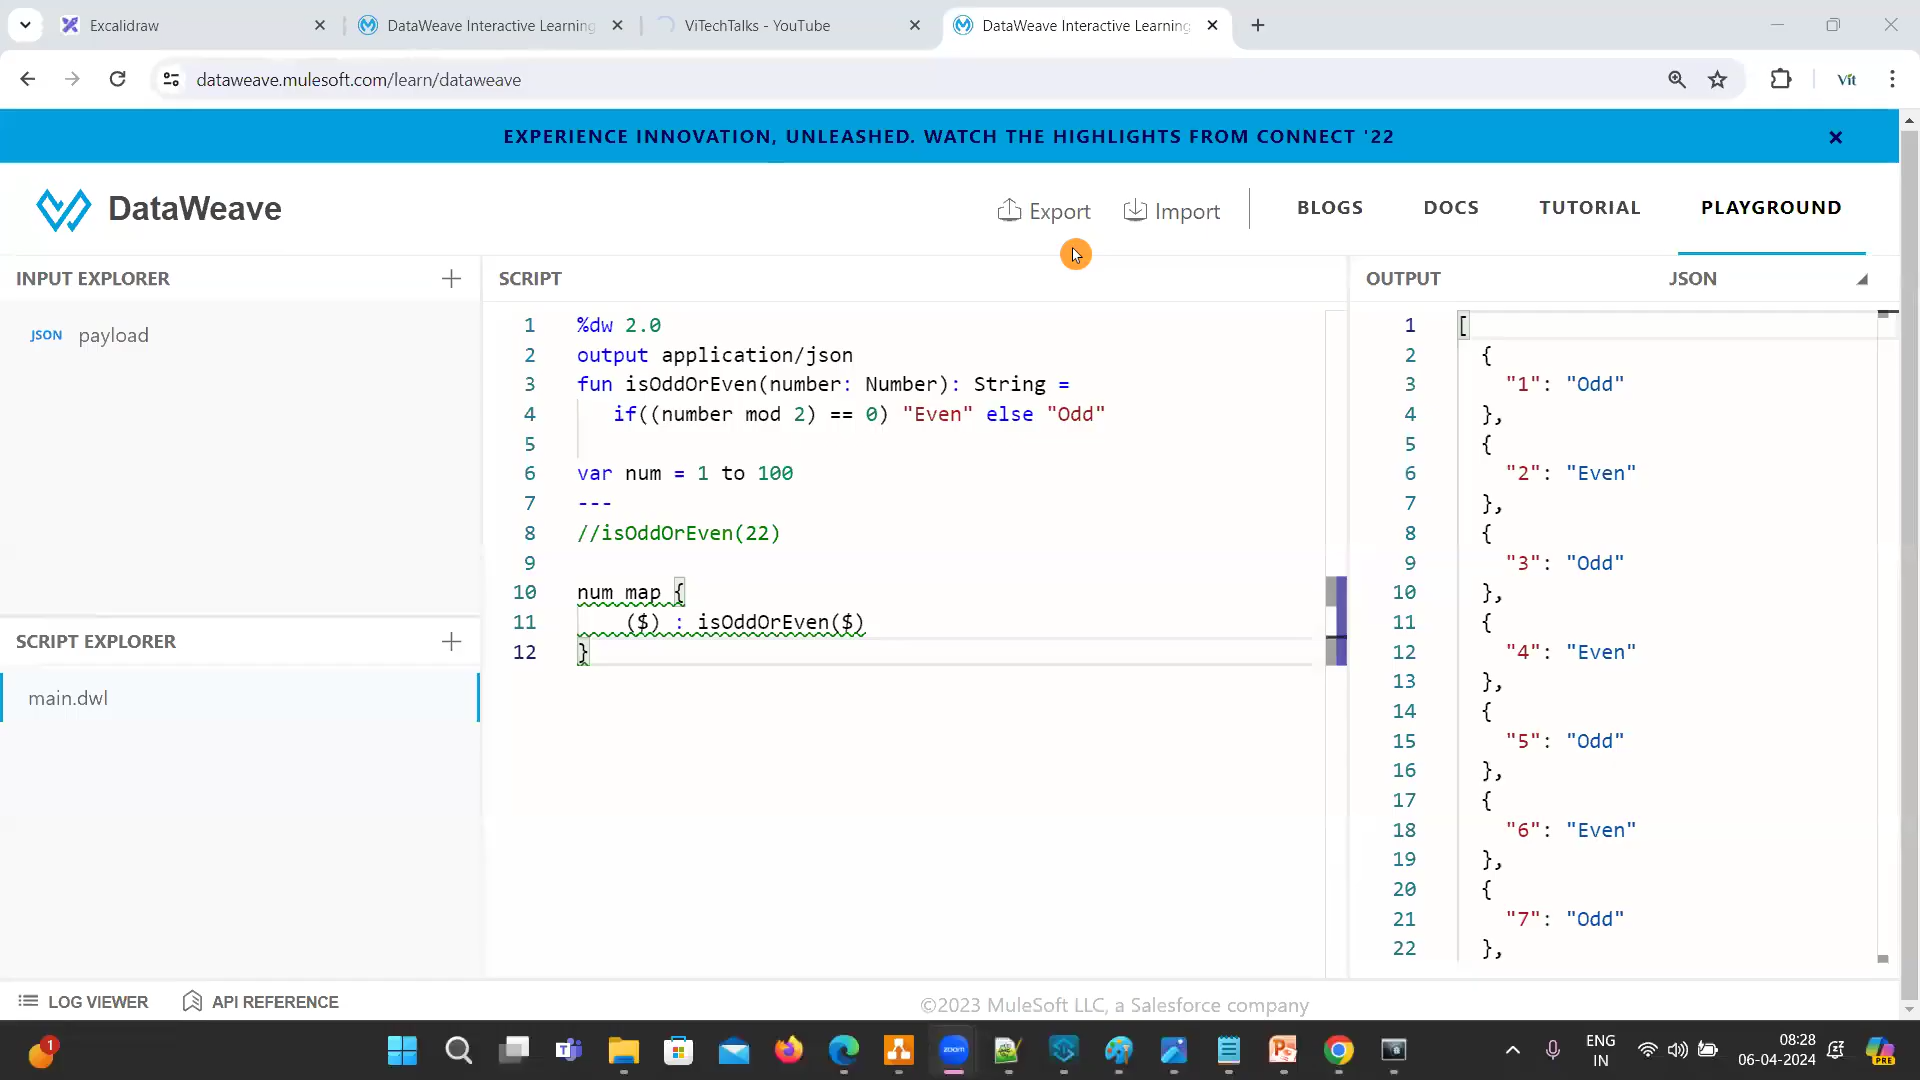 Excalidraw
DataWeave Interactive Learning
ViTechTalks - YouTube
DataWeave Interactive Learning
dataweave.mulesoft.com/learn/dataweave
Vit
EXPERIENCE INNOVATION, UNLEASHED. WATCH THE HIGHLIGHTS FROM CONNECT '22
DataWeave
Export
Import
BLOGS
DOCS
TUTORIAL
PLAYGROUND
INPUT EXPLORER
JSON payload
SCRIPT EXPLORER
main.dwl
SCRIPT
1 %dw 2.0
2 output application/json
3 fun isOddOrEven(number: Number): String =
4 if((number mod 2) == 0) "Even" else "Odd"
5
6 var num = 1 to 100
7 ---
8 //isOddOrEven(22)
9
10 num map {
11 ($) : isOddOrEven($)
12 }
OUTPUT
JSON
1 [
2 {
3 "1": "Odd"
4 },
5 {
6 "2": "Even"
7 },
8 {
9 "3": "Odd"
10 },
11 {
12 "4": "Even"
13 },
14 {
15 "5": "Odd"
16 },
17 {
18 "6": "Even"
19 },
20 {
21 "7": "Odd"
22 },
LOG VIEWER
API REFERENCE
©2023 MuleSoft LLC, a Salesforce company
1
zoom
ENG
IN
08:28
06-04-2024
PRE